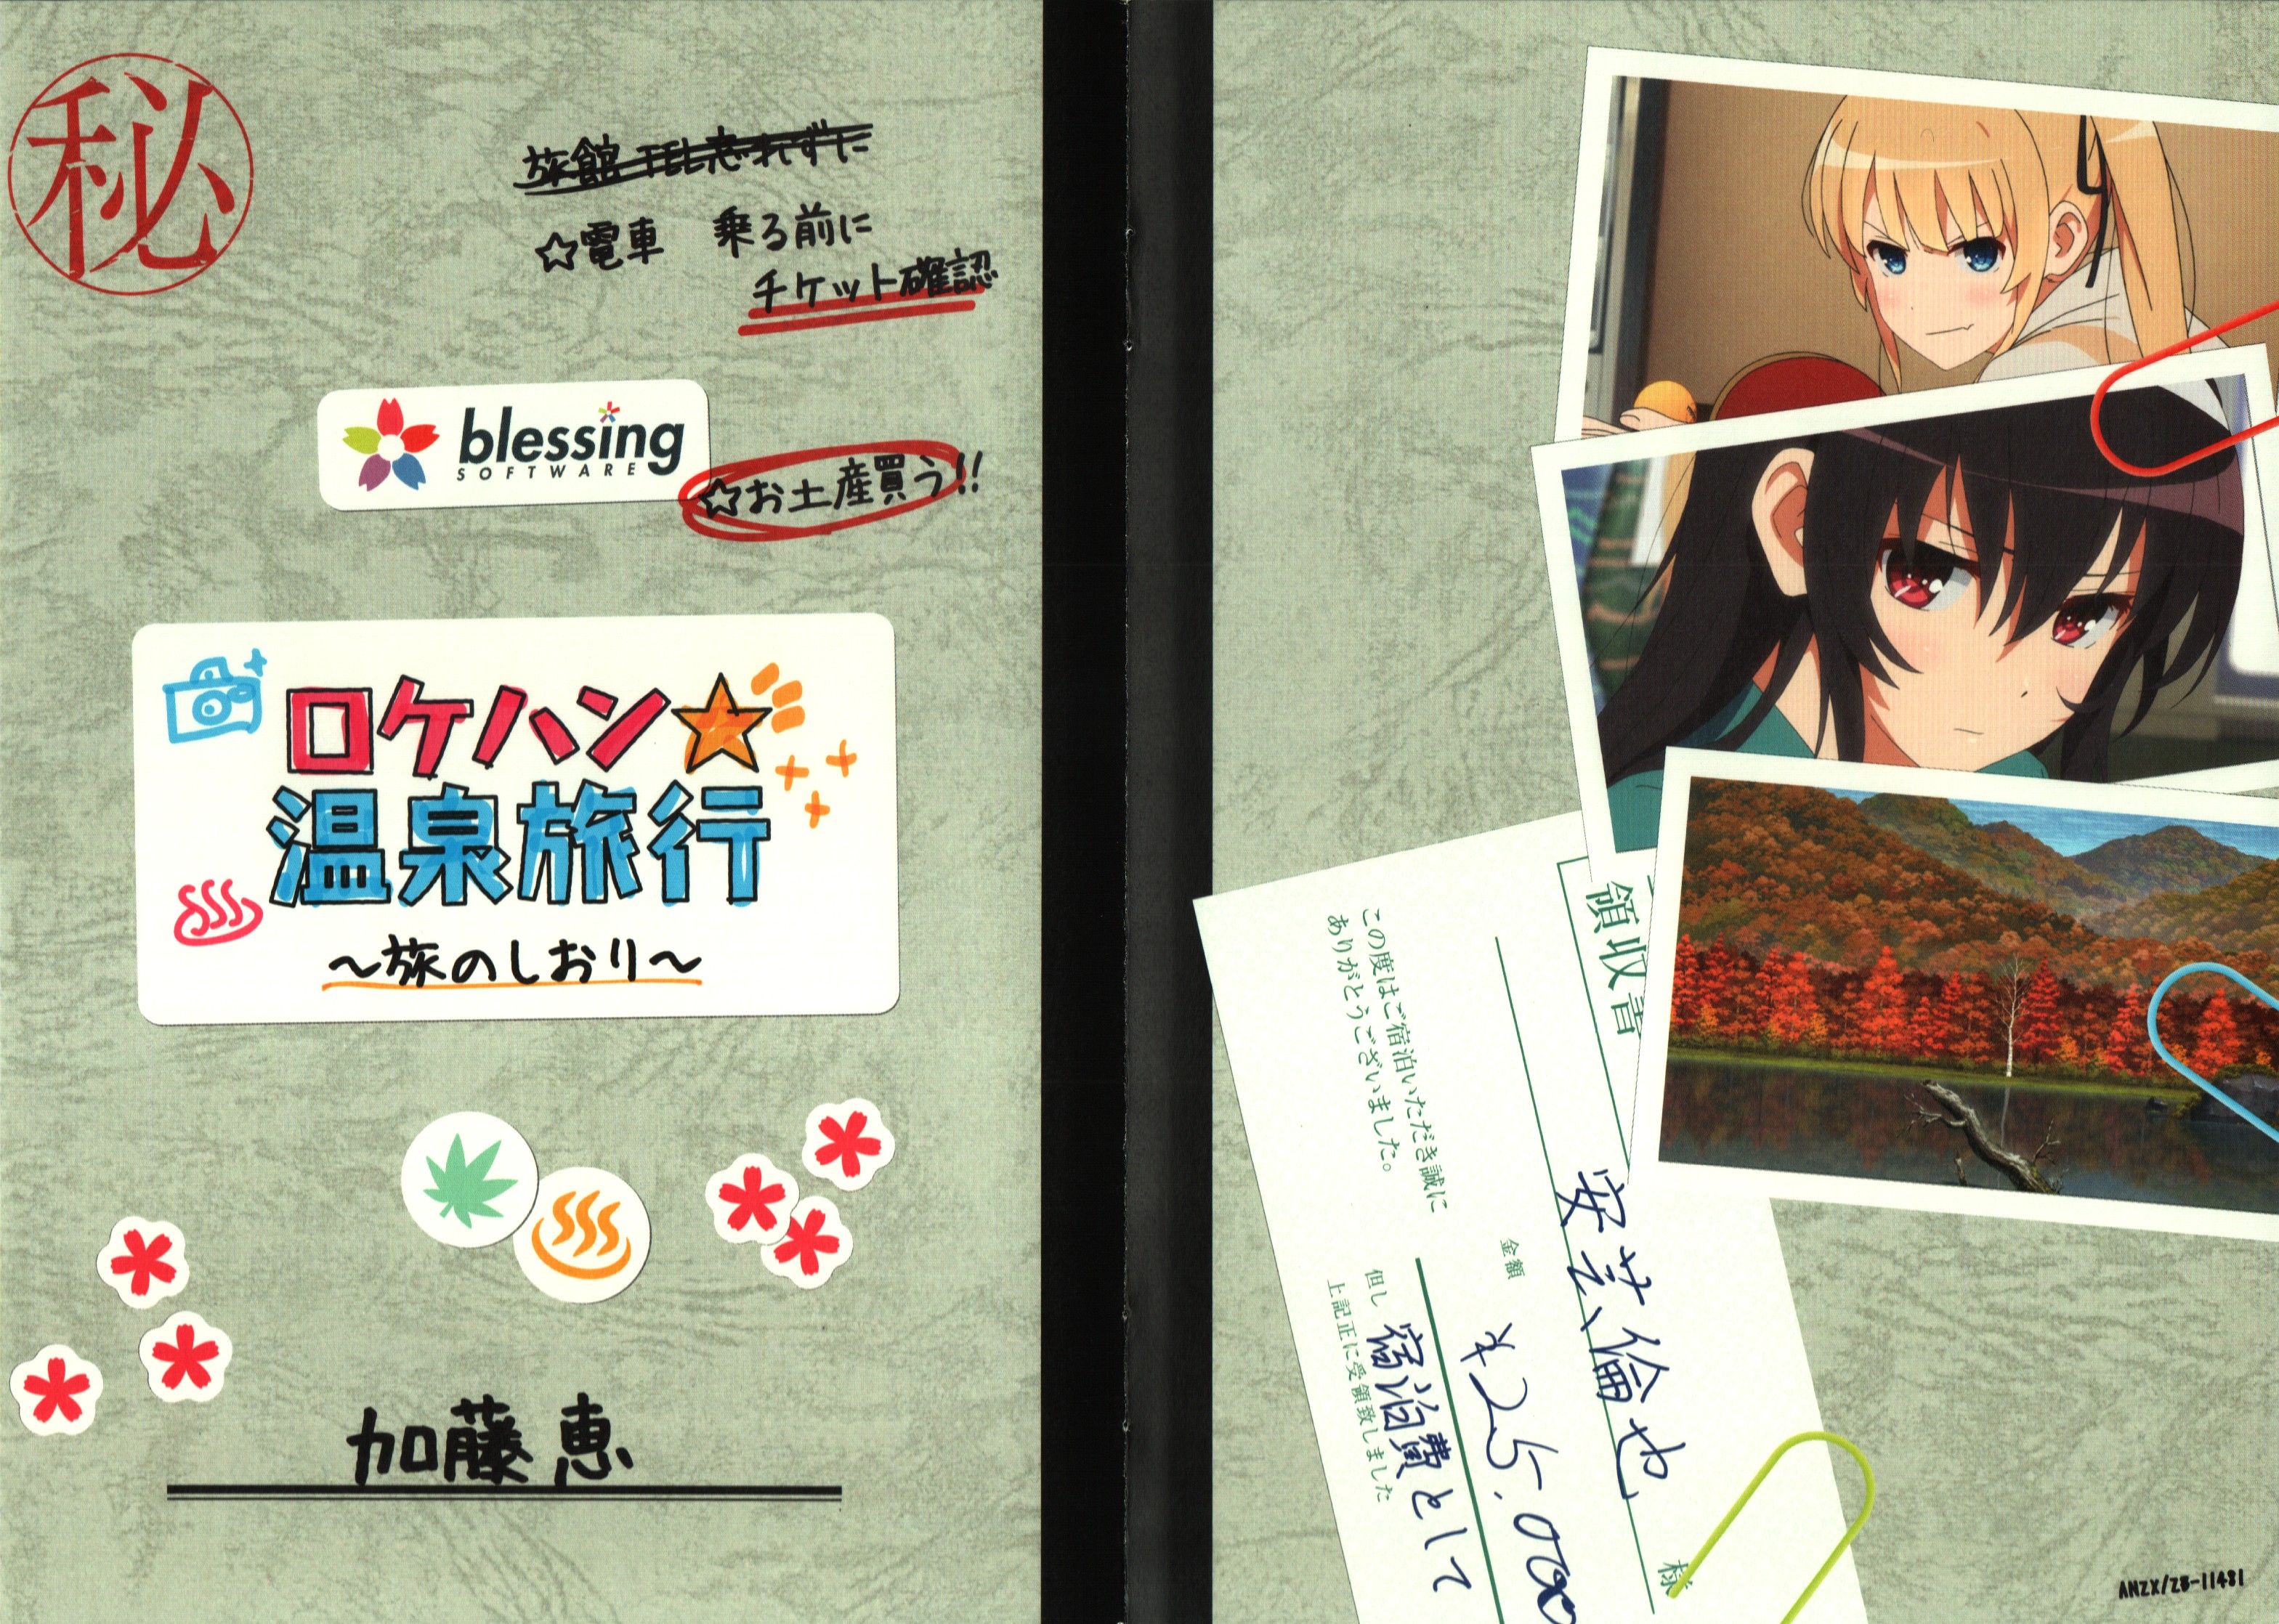 秘
旅館TEL忘れずに
☆電車 乗る前に
チケット確認
blessing
SOFTWARE
☆お土産買う!!
ロケハン☆
温泉旅行
〜旅のしおり〜
加藤 恵
領収書
安芸倫也 様
金額 ¥25,000
但し 宿泊費として
上記正に受領致しました
この度はご宿泊いただき誠に
ありがとうございました。
ANZX/ZB-11481